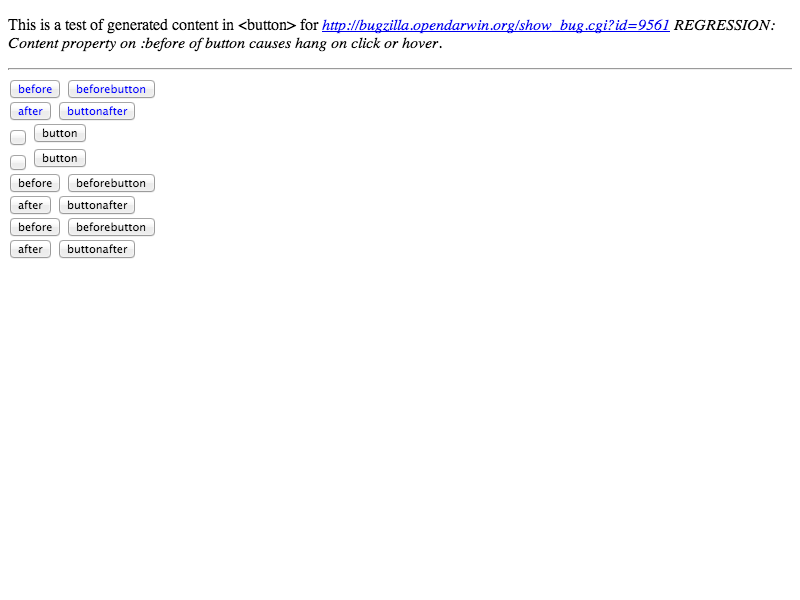 This is a test of generated content in <button> for http://bugzilla.opendarwin.org/show_bug.cgi?id=9561 REGRESSION:
Content property on :before of button causes hang on click or hover.
before beforebutton
after buttonafter
button
button
before beforebutton
after buttonafter
before beforebutton
after buttonafter